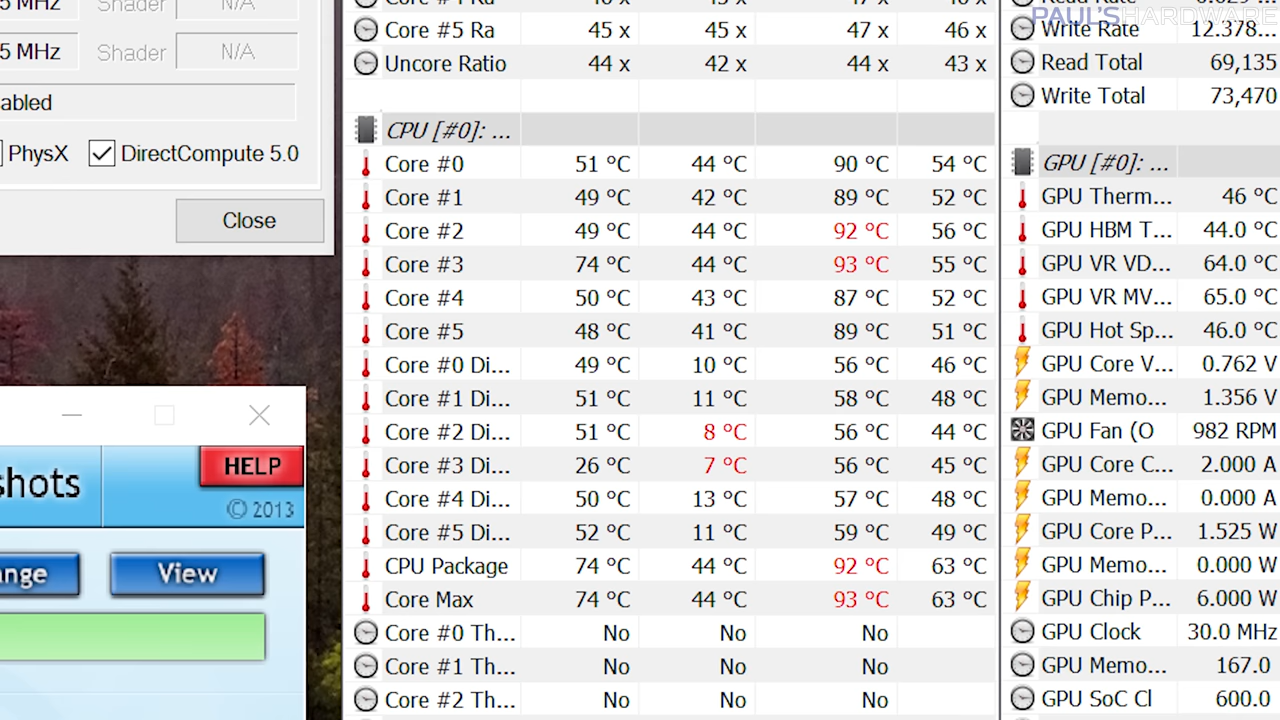 5 MHz Shader N/A
5 MHz Shader N/A
abled
PhysX DirectCompute 5.0
Close
shots
HELP
© 2013
ange View
Core #5 Ra 45 x 45 x 47 x 46 x
Uncore Ratio 44 x 42 x 44 x 43 x
CPU [#0]: ...
Core #0 51 °C 44 °C 90 °C 54 °C
Core #1 49 °C 42 °C 89 °C 52 °C
Core #2 49 °C 44 °C 92 °C 56 °C
Core #3 74 °C 44 °C 93 °C 55 °C
Core #4 50 °C 43 °C 87 °C 52 °C
Core #5 48 °C 41 °C 89 °C 51 °C
Core #0 Di... 49 °C 10 °C 56 °C 46 °C
Core #1 Di... 51 °C 11 °C 58 °C 48 °C
Core #2 Di... 51 °C 8 °C 56 °C 44 °C
Core #3 Di... 26 °C 7 °C 56 °C 45 °C
Core #4 Di... 50 °C 13 °C 57 °C 48 °C
Core #5 Di... 52 °C 11 °C 59 °C 49 °C
CPU Package 74 °C 44 °C 92 °C 63 °C
Core Max 74 °C 44 °C 93 °C 63 °C
Core #0 Th... No No No
Core #1 Th... No No No
Core #2 Th... No No No
PAUL'SHARDWARE
Write Rate 12.378...
Read Total 69,135
Write Total 73,470
GPU [#0]: ...
GPU Therm... 46 °C
GPU HBM T... 44.0 °C
GPU VR VD... 64.0 °C
GPU VR MV... 65.0 °C
GPU Hot Sp... 46.0 °C
GPU Core V... 0.762 V
GPU Memo... 1.356 V
GPU Fan (O 982 RPM
GPU Core C... 2.000 A
GPU Memo... 0.000 A
GPU Core P... 1.525 W
GPU Memo... 0.000 W
GPU Chip P... 6.000 W
GPU Clock 30.0 MHz
GPU Memo... 167.0
GPU SoC Cl 600.0